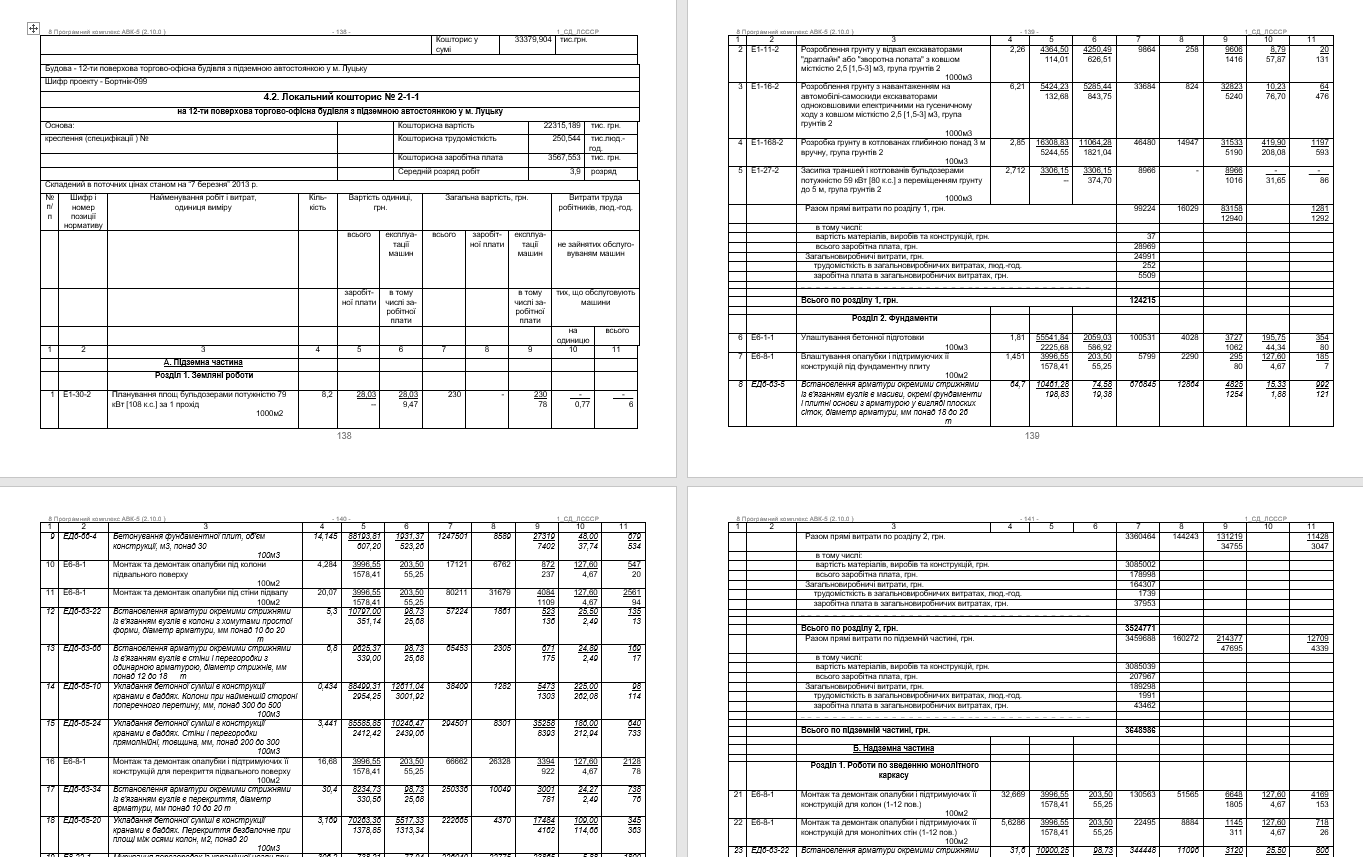 8 Програмний комплекс АВК-5 (2.10.0 ) - 138 - 1_СД_ЛСССР
Кошторис у сумі 33379,904 тис.грн.
Будова - 12-ти поверхова торгово-офісна будівля з підземною автостоянкою у м. Луцьку
Шифр проекту - Бортнік-099
4.2. Локальний кошторис № 2-1-1
на 12-ти поверхова торгово-офісна будівля з підземною автостоянкою у м. Луцьку
Основа: Кошторисна вартість 22315,189 тис. грн.
креслення (специфікації ) № Кошторисна трудомісткість 250,544 тис.люд.-год.
Кошторисна заробітна плата 3567,553 тис. грн.
Середній розряд робіт 3,9 розряд
Складений в поточних цінах станом на "7 березня" 2013 р.
№ п/п Шифр і номер позиції нормативу Найменування робіт і витрат, одиниця виміру Кіль-кість Вартість одиниці, грн. Загальна вартість, грн. Витрати труда робітників, люд.-год.
всього експлуа-тації машин всього заробіт-ної плати експлуа-тації машин не зайнятих обслуго-вуванням машин
заробіт-ної плати в тому числі за-робітної плати в тому числі за-робітної плати тих, що обслуговують машини
на одиницю всього
1 2 3 4 5 6 7 8 9 10 11
А. Підземна частина
Розділ 1. Земляні роботи
1 Е1-30-2 Планування площ бульдозерами потужністю 79 8,2 28,03 28,03 230 - 230 - -
кВт [108 к.с.] за 1 прохід -- 9,47 78 0,77 6
1000м2
138
8 Програмний комплекс АВК-5 (2.10.0 ) - 139 - 1_СД_ЛСССР
1 2 3 4 5 6 7 8 9 10 11
2 Е1-11-2 Розроблення грунту у відвал екскаваторами 2,26 4364,50 4250,49 9864 258 9606 8,79 20
"драглайн" або "зворотна лопата" з ковшом 114,01 626,51 1416 57,87 131
місткістю 2,5 [1,5-3] м3, група грунтів 2
1000м3
3 Е1-16-2 Розроблення грунту з навантаженням на 6,21 5424,23 5285,44 33684 824 32823 10,23 64
автомобілі-самоскиди екскаваторами 132,68 843,75 5240 76,70 476
одноковшовими електричними на гусеничному
ходу з ковшом місткістю 2,5 [1,5-3] м3, група
грунтів 2
1000м3
4 Е1-168-2 Розробка грунту в котлованах глибиною понад 3 м 2,85 16308,83 11064,28 46480 14947 31533 419,90 1197
вручну, група грунтів 2 5244,55 1821,04 5190 208,08 593
100м3
5 Е1-27-2 Засипка траншей і котлованів бульдозерами 2,712 3306,15 3306,15 8966 - 8966 - -
потужністю 59 кВт [80 к.с.] з переміщенням грунту -- 374,70 1016 31,65 86
до 5 м, група грунтів 2
1000м3
Разом прямі витрати по розділу 1, грн. 99224 16029 83158 1281
12940 1292
в тому числі:
вартість матеріалів, виробів та конструкцій, грн. 37
всього заробітна плата, грн. 28969
Загальновиробничі витрати, грн. 24991
трудомісткість в загальновиробничих витратах, люд.-год. 252
заробітна плата в загальновиробничих витратах, грн. 5509
Всього по розділу 1, грн. 124215
Розділ 2. Фундаменти
6 Е6-1-1 Улаштування бетонної підготовки 1,81 55541,84 2059,03 100531 4028 3727 195,75 354
100м3 2225,68 586,92 1062 44,34 80
7 Е6-8-1 Влаштування опалубки і підтримуючих її 1,451 3996,55 203,50 5799 2290 295 127,60 185
конструкцій під фундаментну плиту 1578,41 55,25 80 4,67 7
100м2
8 ЕД6-63-5 Встановлення арматури окремими стрижнями 64,7 10461,28 74,58 676845 12864 4825 15,33 992
із в'язанням вузлів в масиви, окремі фундаменти 198,83 19,38 1254 1,88 121
і плитні основи з арматурою у вигляді плоских
сіток, діаметр арматури, мм понад 18 до 26
т
139
8 Програмний комплекс АВК-5 (2.10.0 ) - 140 - 1_СД_ЛСССР
1 2 3 4 5 6 7 8 9 10 11
9 ЕД6-66-4 Бетонування фундаментної плит, об'єм 14,145 88193,81 1931,37 1247501 8589 27319 48,00 679
конструкції, м3, понад 30 607,20 523,26 7402 37,74 534
100м3
10 Е6-8-1 Монтаж та демонтаж опалубки під колони 4,284 3996,55 203,50 17121 6762 872 127,60 547
підвального поверху 1578,41 55,25 237 4,67 20
100м2
11 Е6-8-1 Монтаж та демонтаж опалубки під стіни підвалу 20,07 3996,55 203,50 80211 31679 4084 127,60 2561
100м2 1578,41 55,25 1109 4,67 94
12 ЕД6-63-22 Встановлення арматури окремими стрижнями 5,3 10797,00 98,73 57224 1861 523 25,50 135
із в'язанням вузлів в колони з хомутами простої 351,14 25,68 136 2,49 13
форми, діаметр арматури, мм понад 10 до 20
т
13 ЕД6-63-66 Встановлення арматури окремими стрижнями 6,8 9625,37 98,73 65453 2305 671 24,89 169
із в'язанням вузлів в стіни і перегородки з 339,00 25,68 175 2,49 17
одинарною арматурою, діаметр стрижнів, мм
понад 12 до 18 т
14 ЕД6-65-10 Укладання бетонної суміші в конструкції 0,434 88499,31 12611,04 38409 1282 5473 225,00 98
кранами в баддях. Колони при найменшій стороні 2954,25 3001,92 1303 262,08 114
поперечного перетину, мм, понад 300 до 500
100м3
15 ЕД6-65-24 Укладання бетонної суміші в конструкції 3,441 85585,85 10246,47 294501 8301 35258 186,00 640
кранами в баддях. Стіни і перегородки 2412,42 2439,06 8393 212,94 733
прямолінійні, товщина, мм, понад 200 до 300
100м3
16 Е6-8-1 Монтаж та демонтаж опалубки і підтримуючих її 16,68 3996,55 203,50 66662 26328 3394 127,60 2128
конструкцій для перекриття підвального поверху 1578,41 55,25 922 4,67 78
100м2
17 ЕД6-63-34 Встановлення арматури окремими стрижнями 30,4 8234,73 98,73 250336 10049 3001 24,27 738
із в'язанням вузлів в перекриття, діаметр 330,56 25,68 781 2,49 76
арматури, мм понад 10 до 20 т
18 ЕД6-65-20 Укладання бетонної суміші в конструкції 3,169 70263,36 5517,33 222662 4370 17484 109,00 345
кранами в баддях. Перекриття безбалочне при 1378,85 1313,34 4162 114,66 363
площі між осями колон, м2, понад 20
100м3
8 Програмний комплекс АВК-5 (2.10.0 ) - 141 - 1_СД_ЛСССР
1 2 3 4 5 6 7 8 9 10 11
Разом прямі витрати по розділу 2, грн. 3360464 144243 131219 11428
34755 3047
в тому числі:
вартість матеріалів, виробів та конструкцій, грн. 3085002
всього заробітна плата, грн. 178998
Загальновиробничі витрати, грн. 164307
трудомісткість в загальновиробничих витратах, люд.-год. 1739
заробітна плата в загальновиробничих витратах, грн. 37953
Всього по розділу 2, грн. 3524771
Разом прямі витрати по підземній частині, грн. 3459688 160272 214377 12709
47695 4339
в тому числі:
вартість матеріалів, виробів та конструкцій, грн. 3085039
всього заробітна плата, грн. 207967
Загальновиробничі витрати, грн. 189298
трудомісткість в загальновиробничих витратах, люд.-год. 1991
заробітна плата в загальновиробничих витратах, грн. 43462
Всього по підземній частині, грн. 3648986
Б. Надземна частина
Розділ 1. Роботи по зведенню монолітного
каркасу
21 Е6-8-1 Монтаж та демонтаж опалубки і підтримуючих її 32,669 3996,55 203,50 130563 51565 6648 127,60 4169
конструкцій для колон (1-12 пов.) 1578,41 55,25 1805 4,67 153
100м2
22 Е6-8-1 Монтаж та демонтаж опалубки і підтримуючих її 5,6286 3996,55 203,50 22495 8884 1145 127,60 718
конструкцій для монолітних стін (1-12 пов.) 1578,41 55,25 311 4,67 26
100м2
23 ЕД6-63-22 Встановлення арматури окремими стрижнями 31,6 10900,25 98,73 344448 11096 3120 25,50 806